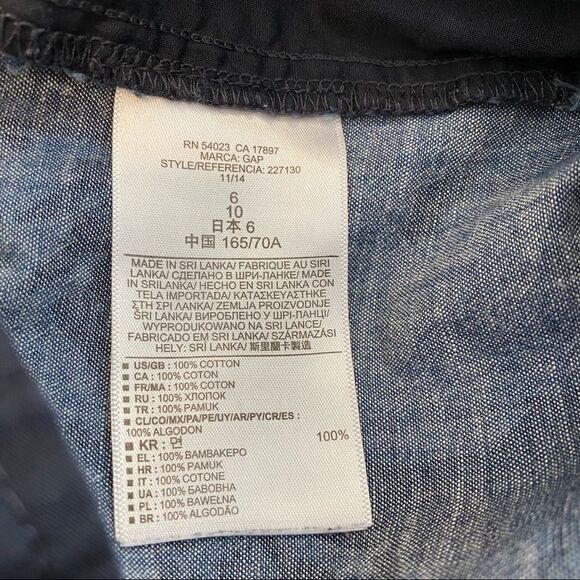 RN 54023 CA 17897
MARCA: GAP
STYLE/REFERENCIA: 227130
11/14
6
10
日本 6
中国 165/70A
MADE IN SRI LANKA/ FABRIQUE AU SIRI
LANKA/ СДЕЛАНО В ШРИ-ЛАНКЕ/ MADE
IN SRILANKA/ HECHO EN SRI LANKA CON
TELA IMPORTADA/ ΚΑΤΑΣΚΕΥΑΣΤΗΚΕ
ΣΤΗ ΣΡΙ ΛΑΝΚΑ/ ZEMLJA PROIZVODNJE
ŠRI LANKA/ ВИРОБЛЕНО У ШРІ-ЛАНЦІ/
WYPRODUKOWANO NA SRI LANCE/
FABRICADO EM SRI LANKA/ SZÁRMAZÁSI
HELY: SRÍ LANKA/ 斯里蘭卡製造
US/GB : 100% COTTON
CA : 100% COTON
FR/MA : 100% COTON
RU : 100% ХЛОПОК
TR : 100% PAMUK
CL/CO/MX/PA/PE/UY/AR/PY/CR/ES :
100% ALGODON
KR : 면 100%
EL : 100% ΒΑΜΒΑΚΕΡΟ
HR : 100% PAMUK
IT : 100% COTONE
UA : 100% БАВОВНА
PL : 100% BAWEŁNA
BR : 100% ALGODÃO